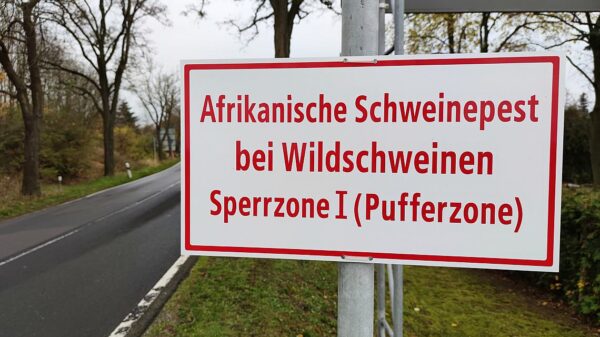 Afrikanische Schweinepest
bei Wildschweinen
Sperrzone I (Pufferzone)